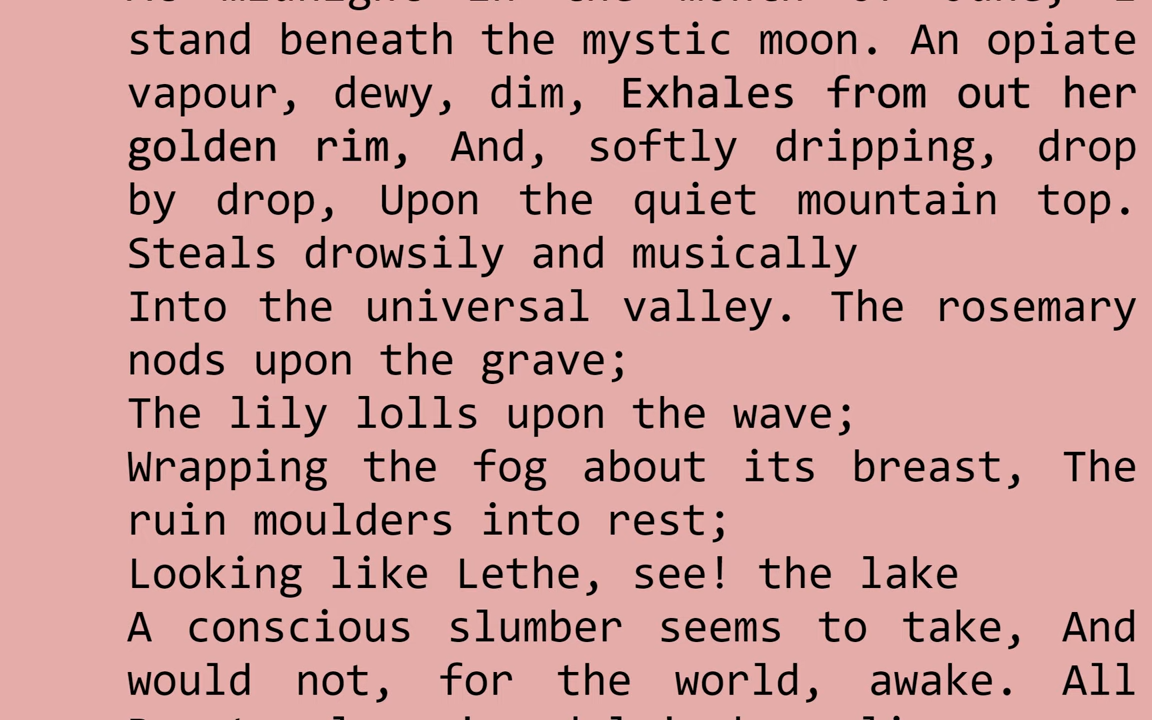 stand beneath the mystic moon. An opiate
vapour, dewy, dim, Exhales from out her
golden rim, And, softly dripping, drop
by drop, Upon the quiet mountain top.
Steals drowsily and musically
Into the universal valley. The rosemary
nods upon the grave;
The lily lolls upon the wave;
Wrapping the fog about its breast, The
ruin moulders into rest;
Looking like Lethe, see! the lake
A conscious slumber seems to take, And
would not, for the world, awake. All